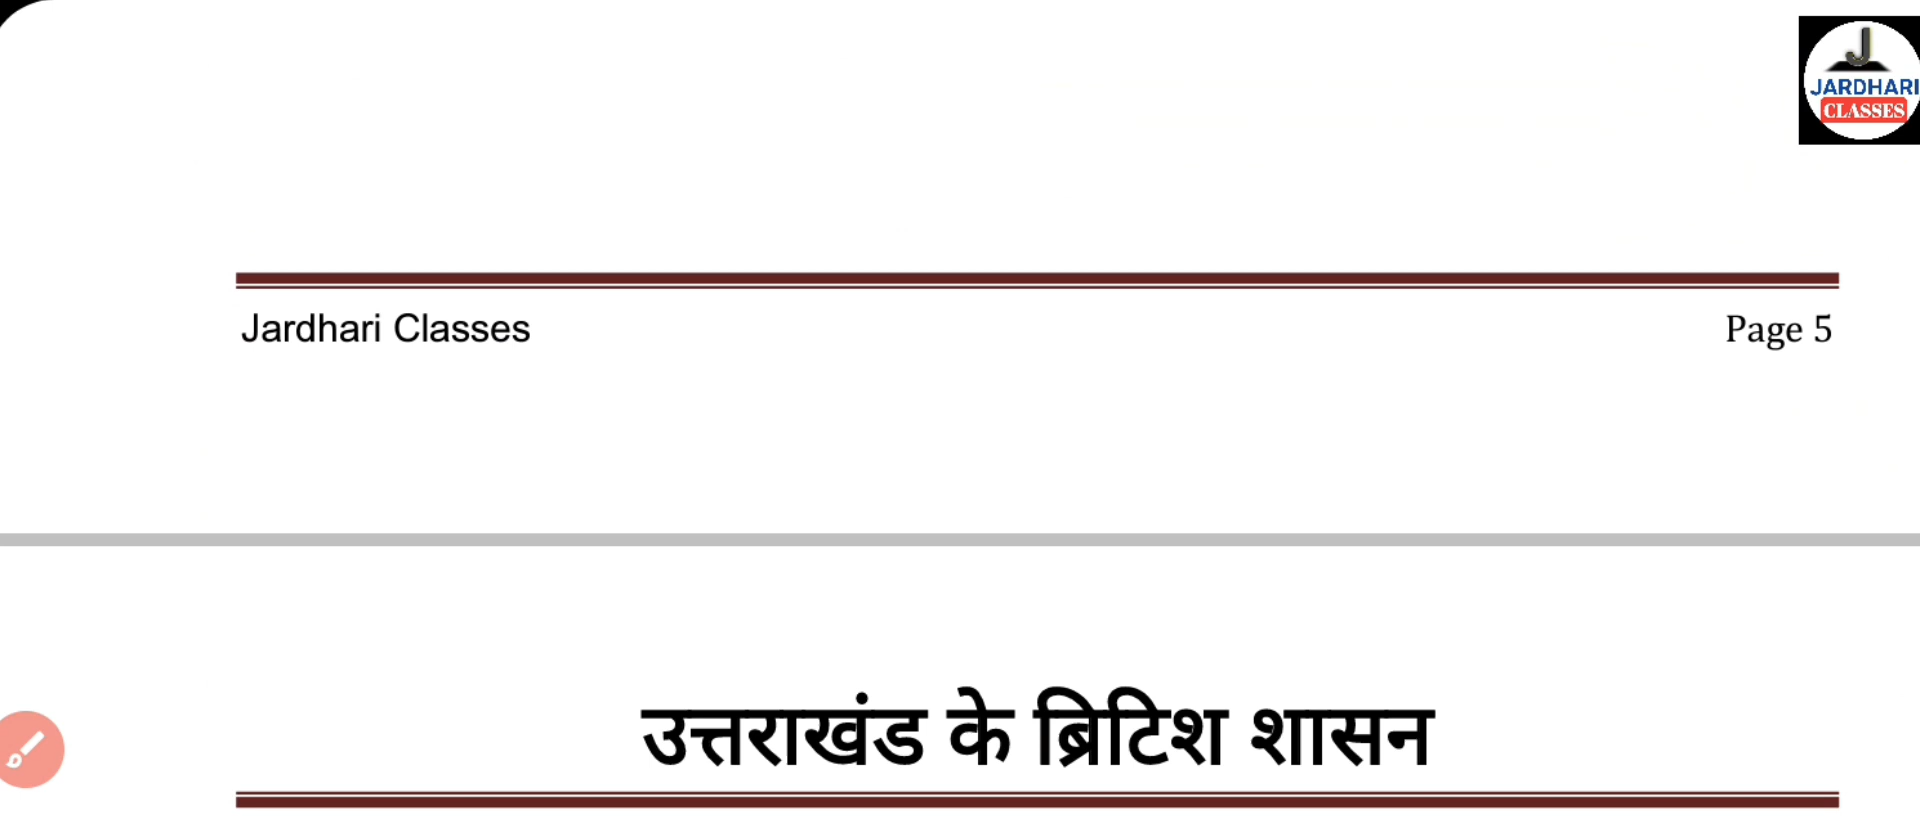 J
JARDHARI
CLASSES
Jardhari Classes
Page 5
उत्तराखंड के ब्रिटिश शासन